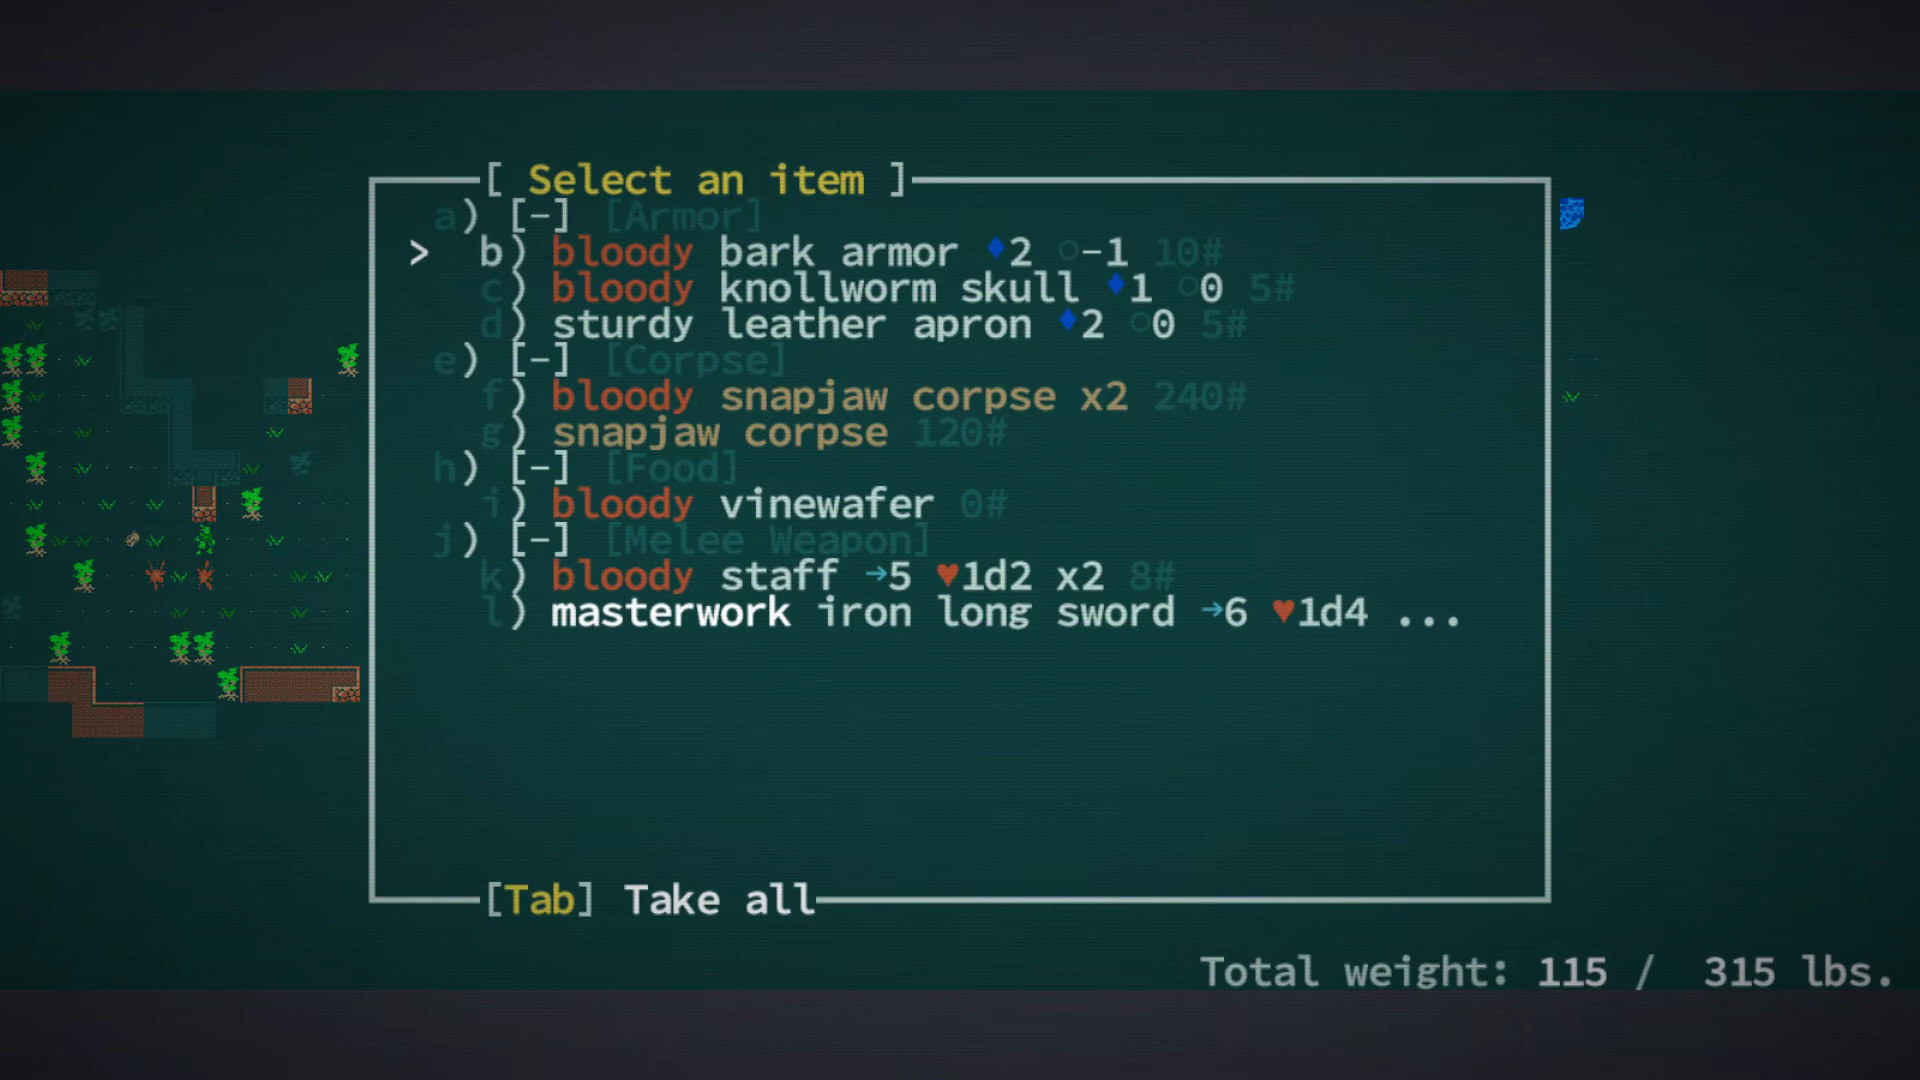 [ Select an item ]
a) [-] [Armor]
> b) bloody bark armor ♦2 ○-1 10#
c) bloody knollworm skull ♦1 ○0 5#
d) sturdy leather apron ♦2 ○0 5#
e) [-] [Corpse]
f) bloody snapjaw corpse x2 240#
g) snapjaw corpse 120#
h) [-] [Food]
i) bloody vinewafer 0#
j) [-] [Melee Weapon]
k) bloody staff →5 ♥1d2 x2 8#
l) masterwork iron long sword →6 ♥1d4 ...
[Tab] Take all
Total weight: 115 / 315 lbs.